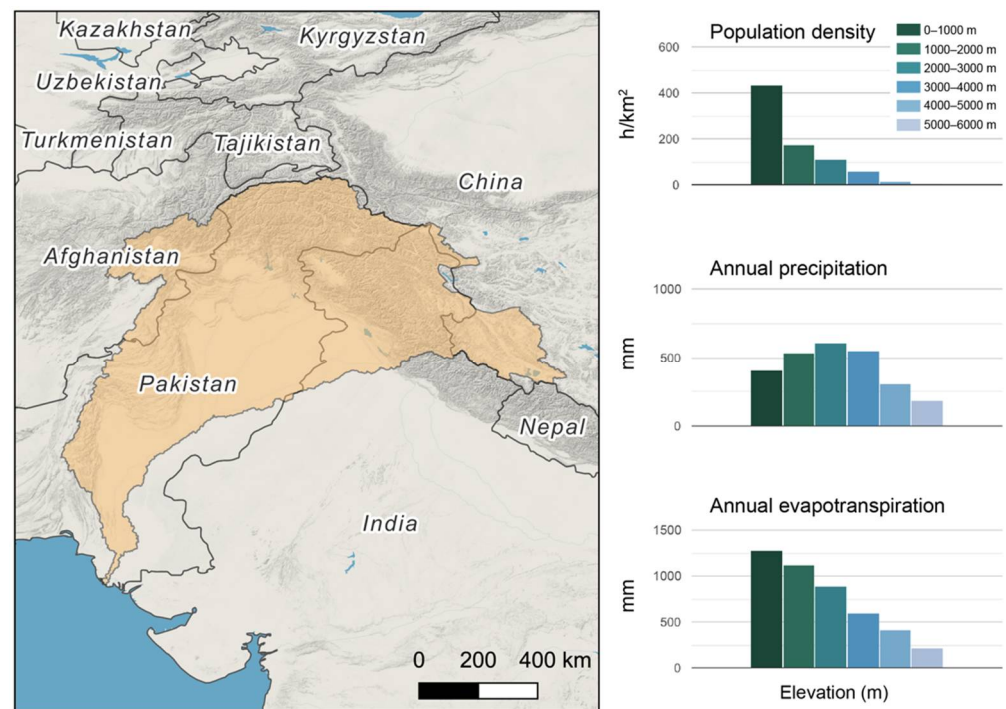 Kazakhstan
Kyrgyzstan
Uzbekistan
Turkmenistan
Tajikistan
China
Afghanistan
Pakistan
Nepal
India
0 200 400 km
Population density
h/km²
600
400
200
0
0–1000 m
1000–2000 m
2000–3000 m
3000–4000 m
4000–5000 m
5000–6000 m
Annual precipitation
mm
1000
500
0
Annual evapotranspiration
mm
1500
1000
500
0
Elevation (m)